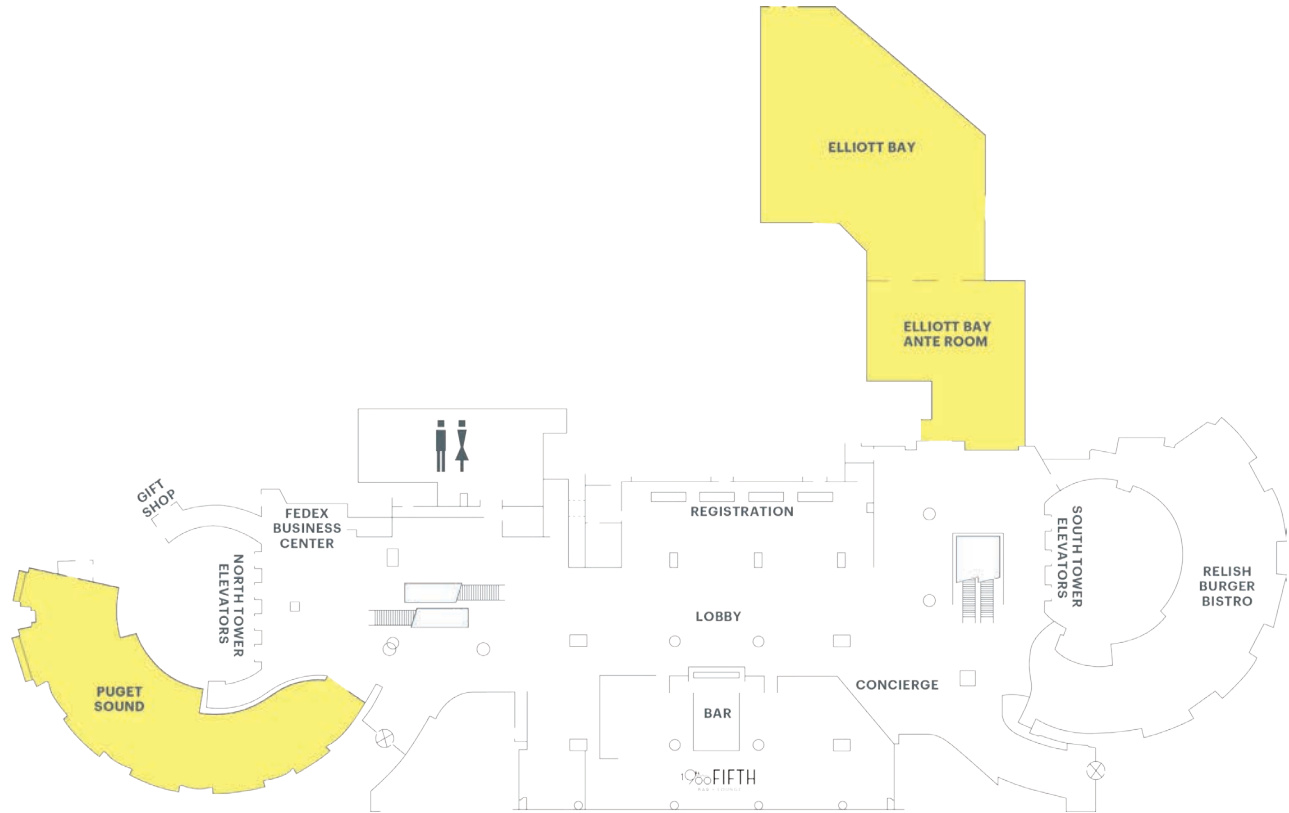 ELLIOTT BAY
ELLIOTT BAY
ANTE ROOM
GIFT
SHOP
FEDEX
BUSINESS
CENTER
REGISTRATION
NORTH TOWER
ELEVATORS
SOUTH TOWER
ELEVATORS
RELISH
BURGER
BISTRO
LOBBY
PUGET
SOUND
CONCIERGE
BAR
FIFTH